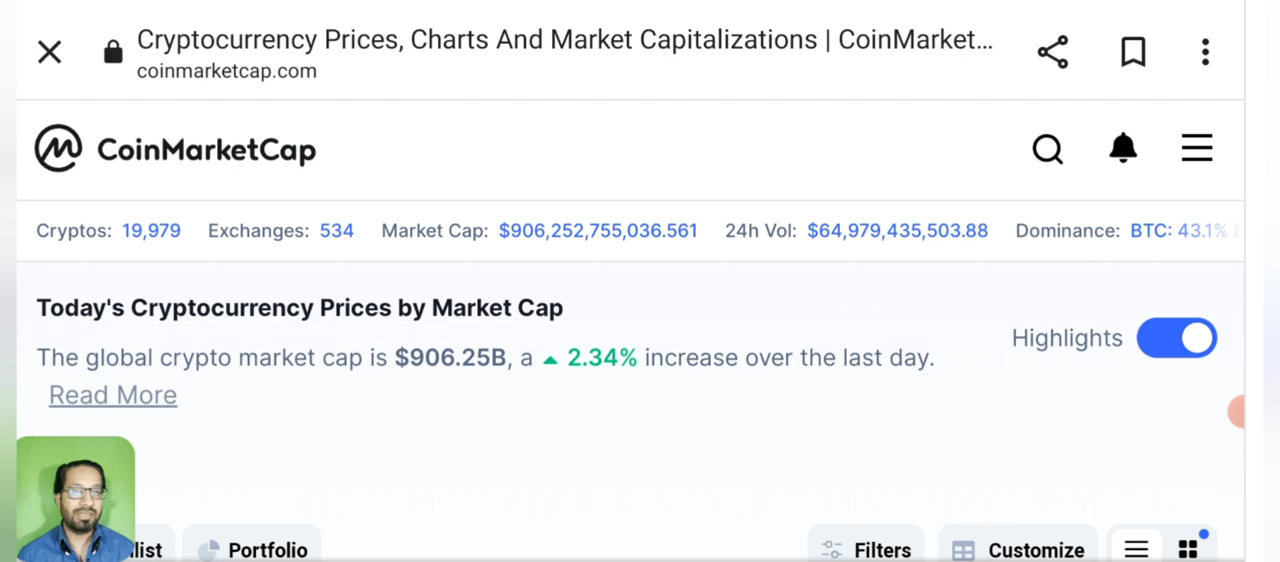 Cryptocurrency Prices, Charts And Market Capitalizations | CoinMarket...
coinmarketcap.com
CoinMarketCap
Cryptos: 19,979 Exchanges: 534 Market Cap: $906,252,755,036.561 24h Vol: $64,979,435,503.88 Dominance: BTC: 43.1%
Today's Cryptocurrency Prices by Market Cap
Highlights
The global crypto market cap is $906.25B, a 2.34% increase over the last day.
Read More
Portfolio Filters Customize